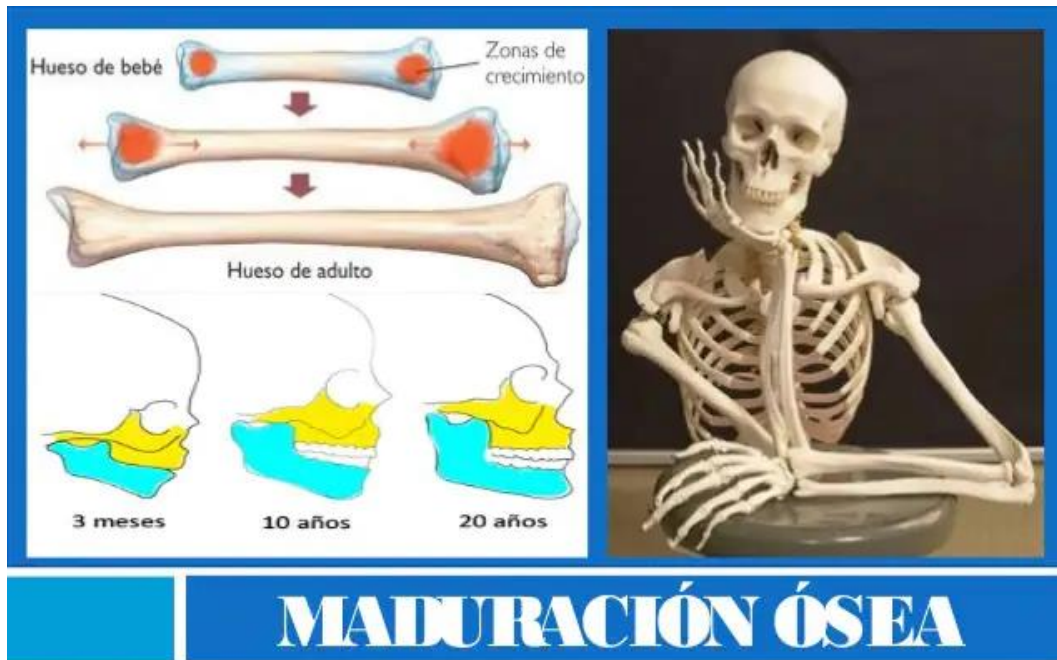 Hueso de bebé
Zonas de
crecimiento
Hueso de adulto
3 meses
10 años
20 años
MADURACIÓN ÓSEA